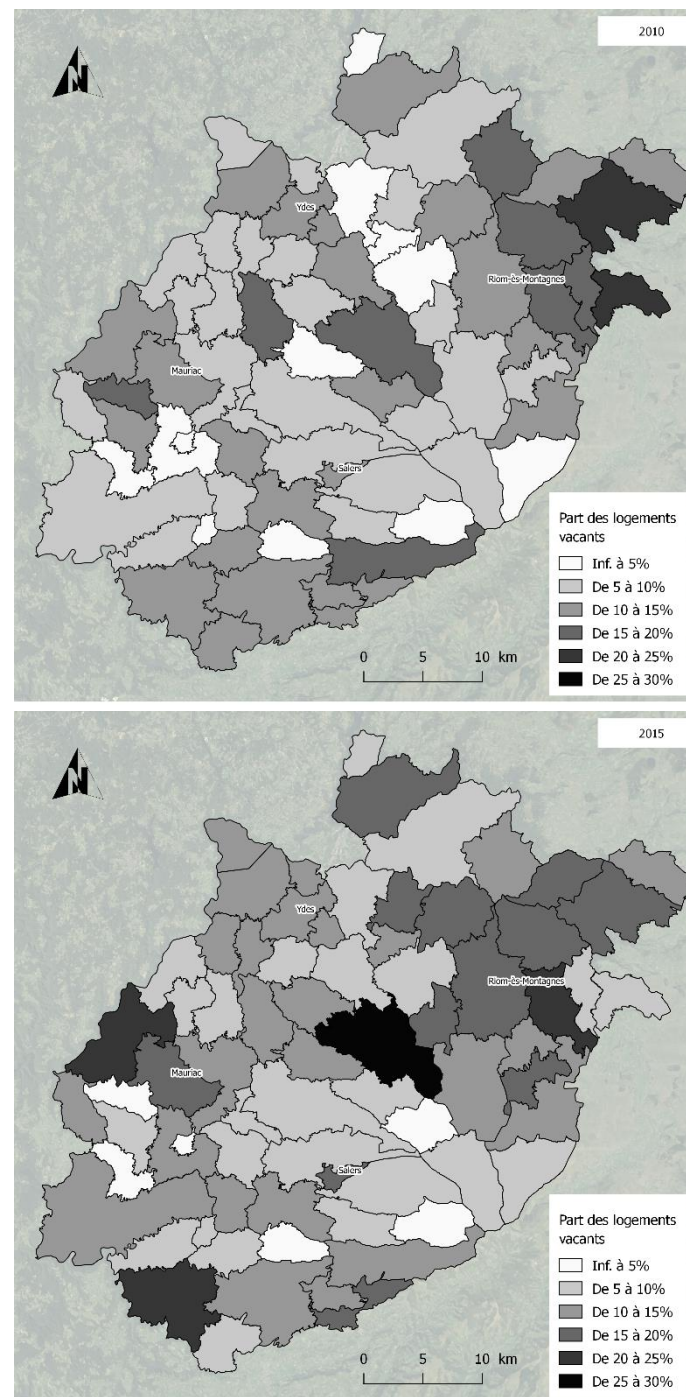 2010
N
Ydes
Riom-ès-Montagnes
Mauriac
Salers
Part des logements
vacants
Inf. à 5%
De 5 à 10%
De 10 à 15%
De 15 à 20%
De 20 à 25%
De 25 à 30%
0 5 10 km
2015
N
Ydes
Riom-ès-Montagnes
Mauriac
Salers
Part des logements
vacants
Inf. à 5%
De 5 à 10%
De 10 à 15%
De 15 à 20%
De 20 à 25%
De 25 à 30%
0 5 10 km